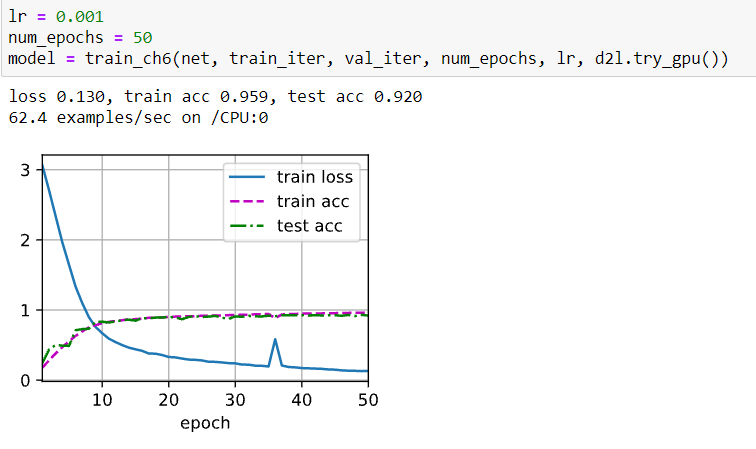 lr = 0.001
num_epochs = 50
model = train_ch6(net, train_iter, val_iter, num_epochs, lr, d2l.try_gpu())
loss 0.130, train acc 0.959, test acc 0.920
62.4 examples/sec on /CPU:0
3
train loss
train acc
2
test acc
1
0
10 20 30 40 50
epoch